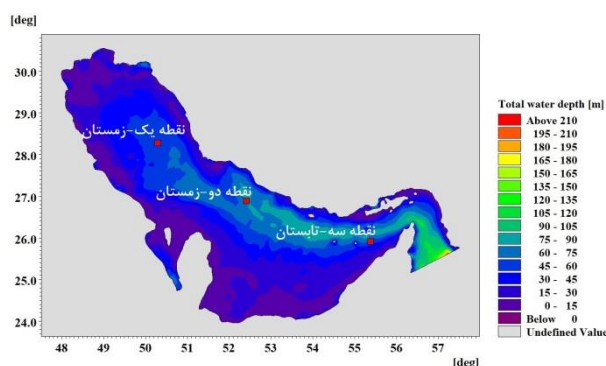 [deg]
30.0
29.0
28.0
27.0
26.0
25.0
24.0
نقطه یک-زمستان
نقطه دو-زمستان
نقطه سه-تابستان
48 49 50 51 52 53 54 55 56 57
[deg]
Total water depth [m]
Above 210
195 - 210
180 - 195
165 - 180
150 - 165
135 - 150
120 - 135
105 - 120
90 - 105
75 - 90
60 - 75
45 - 60
30 - 45
15 - 30
0 - 15
Below 0
Undefined Value